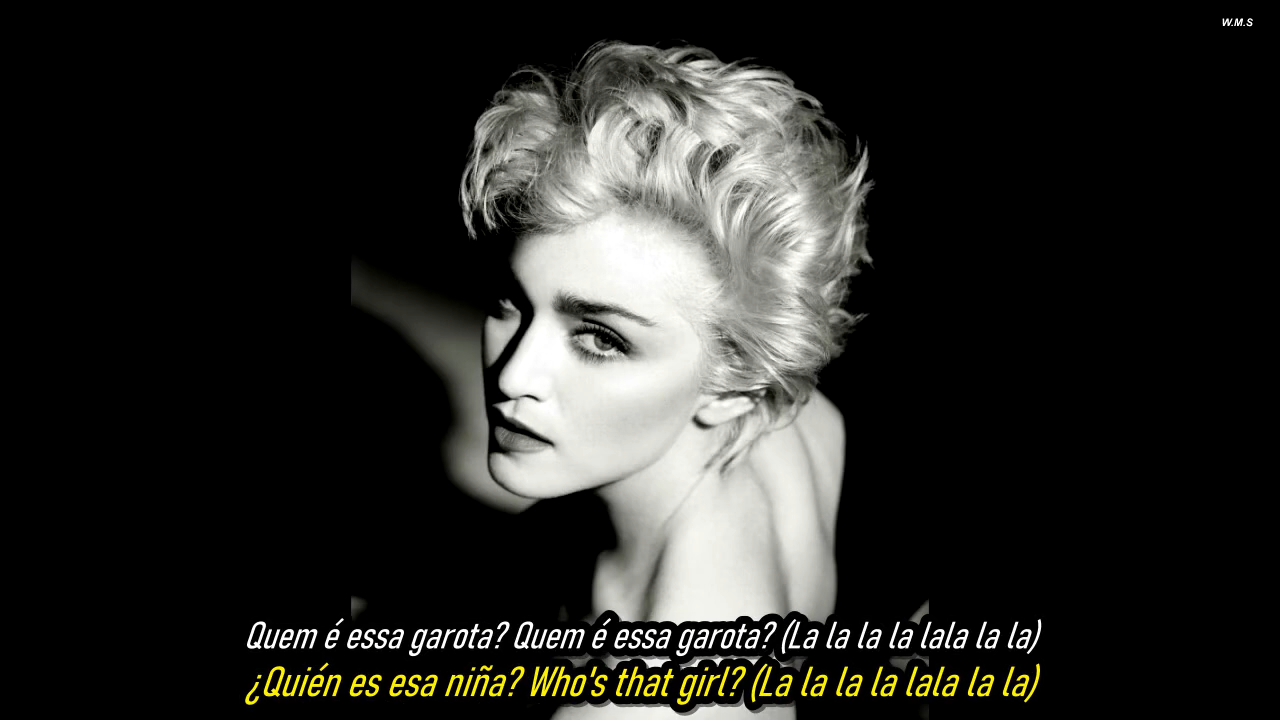 W.M.S
Quem é essa garota? Quem é essa garota? (La la la la lala la la)
¿Quién es esa niña? Who's that girl? (La la la la lala la la)